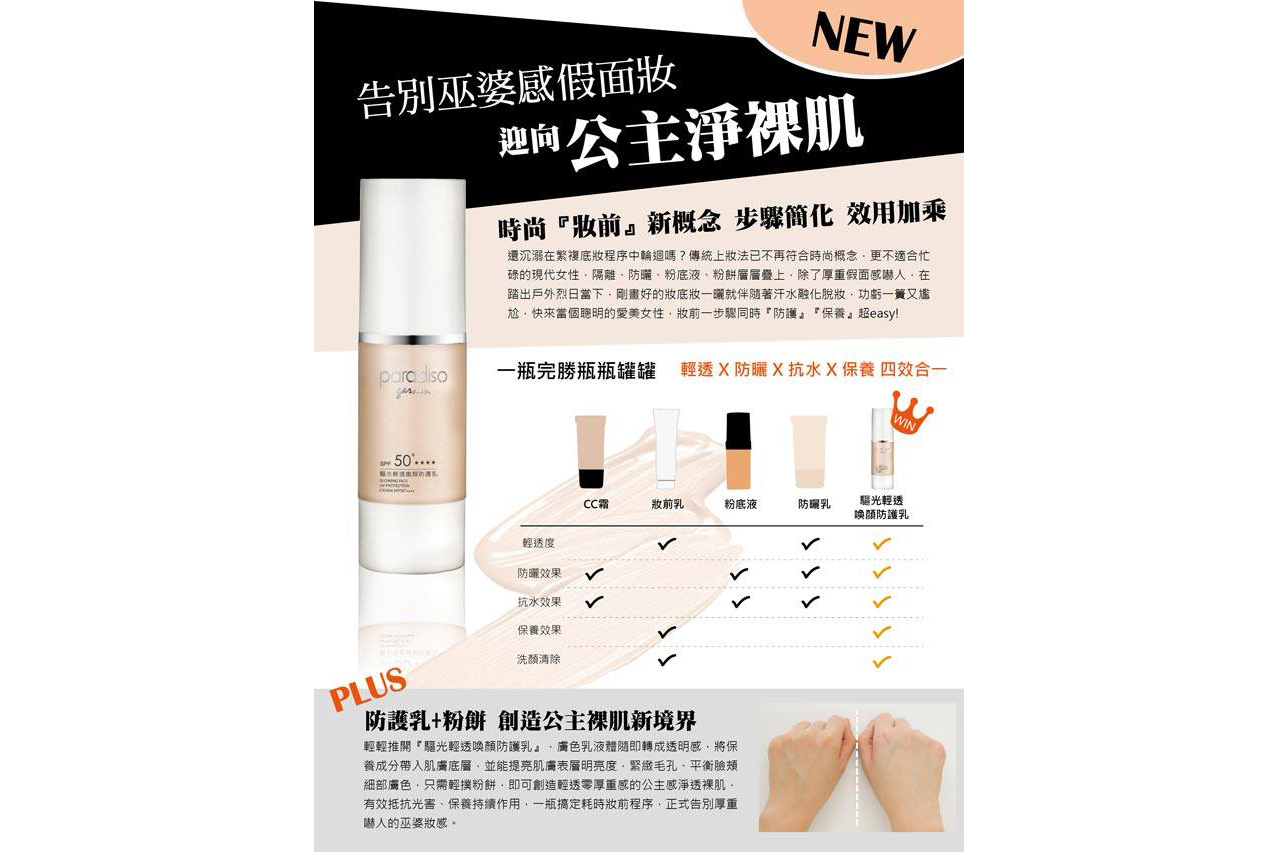 NEW
告別巫婆感假面妝
迎向公主淨裸肌
時尚『妝前』新概念 步驟簡化 效用加乘
還沉溺在繁複底妝程序中輪迴嗎？傳統上妝法已不再符合時尚概念，更不適合忙
碌的現代女性，隔離、防曬、粉底液、粉餅層層疊上，除了厚重假面感嚇人，在
踏出戶外烈日當下，剛畫好的妝底妝一曬就伴隨著汗水融化脫妝，功虧一簣又尷
尬，快來當個聰明的愛美女性，妝前一步驟同時『防護』『保養』超easy!
paradiso
garden
SPF 50+****
驅光輕透喚顏防護乳
GLOWING FACE
UV PROTECTION
CREAM SPF50+****
一瓶完勝瓶瓶罐罐 輕透 X 防曬 X 抗水 X 保養 四效合一
WIN
CC霜 妝前乳 粉底液 防曬乳 驅光輕透
喚顏防護乳
輕透度
防曬效果
抗水效果
保養效果
洗顏清除
PLUS
防護乳+粉餅 創造公主裸肌新境界
輕輕推開『驅光輕透喚顏防護乳』，膚色乳液體隨即轉成透明感，將保
養成分帶入肌膚底層，並能提亮肌膚表層明亮度，緊緻毛孔、平衡臉頰
細部膚色，只需輕撲粉餅，即可創造輕透零厚重感的公主感淨透裸肌，
有效抵抗光害、保養持續作用，一瓶搞定耗時妝前程序，正式告別厚重
嚇人的巫婆妝感。